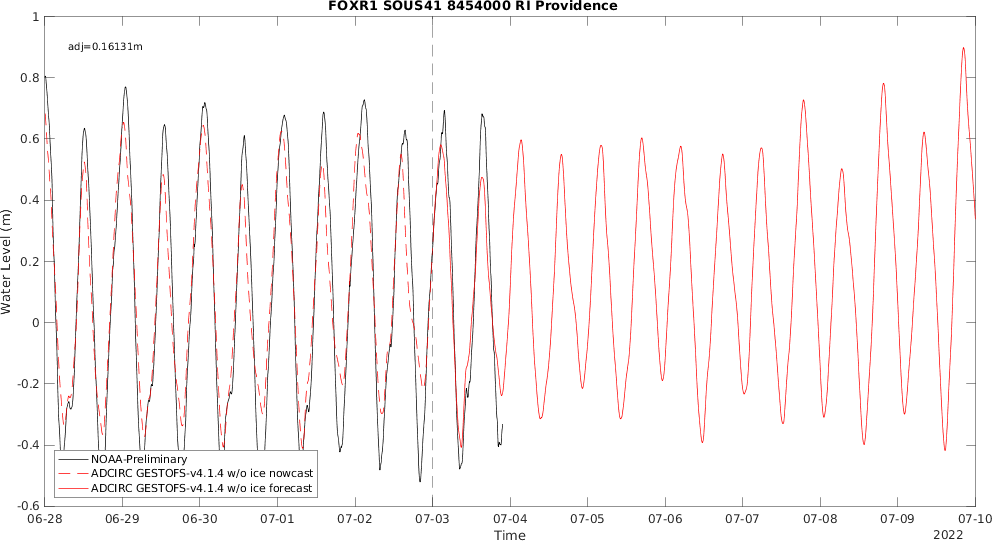 FOXR1 SOUS41 8454000 RI Providence
adj=0.16131m
1
0.8
0.6
0.4
0.2
0
-0.2
-0.4
-0.6
Water Level (m)
NOAA-Preliminary
ADCIRC GESTOFS-v4.1.4 w/o ice nowcast
ADCIRC GESTOFS-v4.1.4 w/o ice forecast
06-28 06-29 06-30 07-01 07-02 07-03 07-04 07-05 07-06 07-07 07-08 07-09 07-10
Time
2022